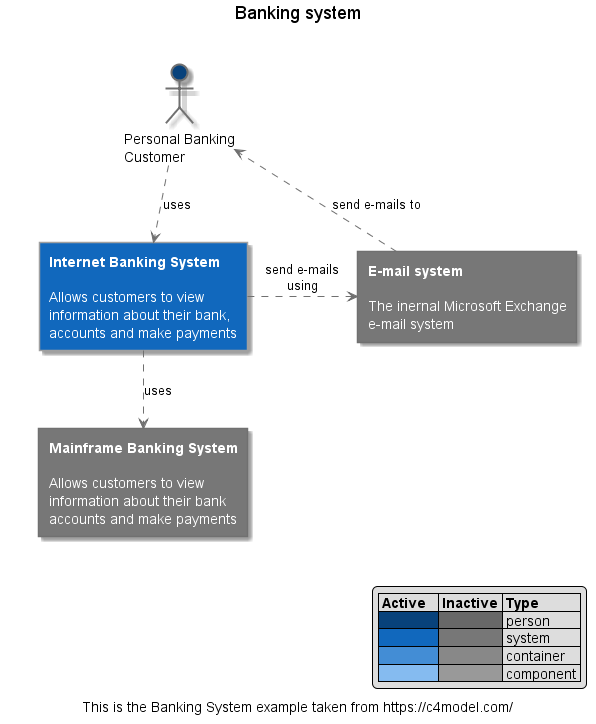 Banking system
Personal Banking
Customer
uses
send e-mails to
Internet Banking System
Allows customers to view
information about their bank,
accounts and make payments
send e-mails
using
E-mail system
The inernal Microsoft Exchange
e-mail system
uses
Mainframe Banking System
Allows customers to view
information about their bank
accounts and make payments
Active Inactive Type
person
system
container
component
This is the Banking System example taken from https://c4model.com/